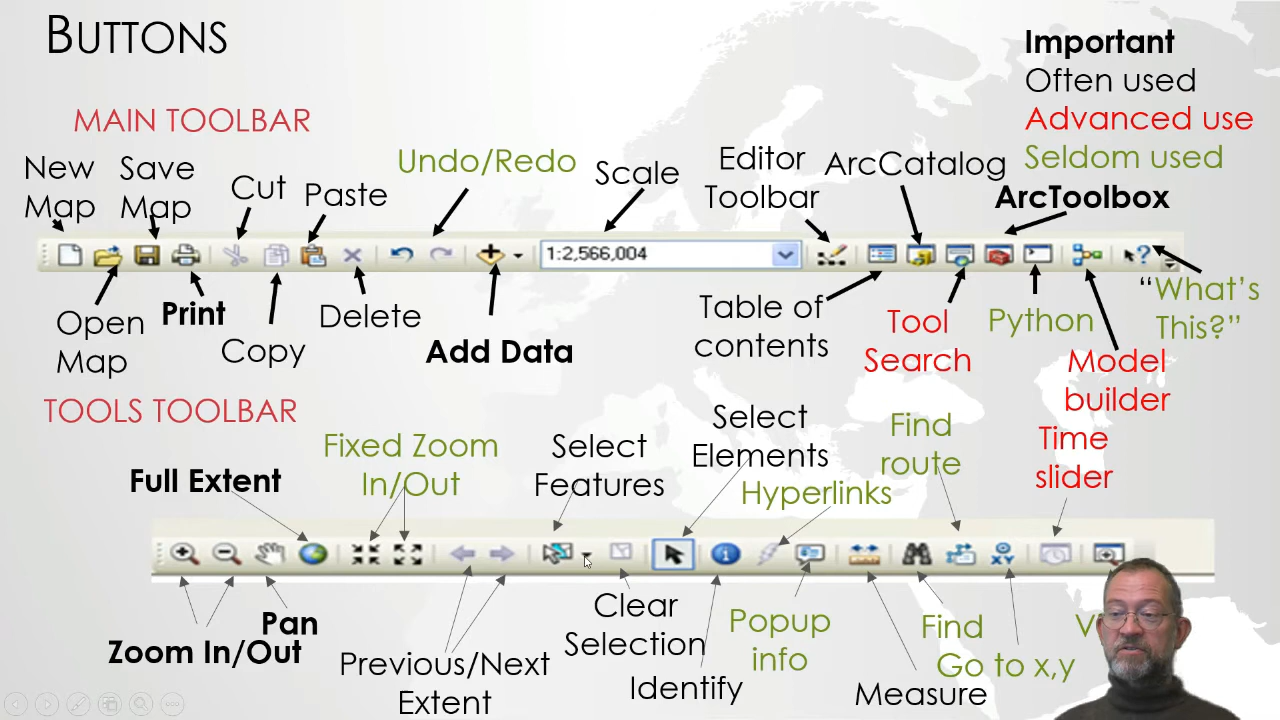 BUTTONS
Important
Often used
Advanced use
Seldom used
MAIN TOOLBAR
New
Map
Save
Map
Cut
Paste
Undo/Redo
Scale
Editor
Toolbar
ArcCatalog
ArcToolbox
1:2,566,004
Open
Map
Print
Copy
Delete
Add Data
Table of
contents
Tool
Search
Python
Model
builder
“What’s
This?”
TOOLS TOOLBAR
Full Extent
Fixed Zoom
In/Out
Select
Features
Select
Elements
Hyperlinks
Find
route
Time
slider
XY
Zoom In/Out
Pan
Previous/Next
Extent
Clear
Selection
Identify
Popup
info
Measure
Find
Go to x,y